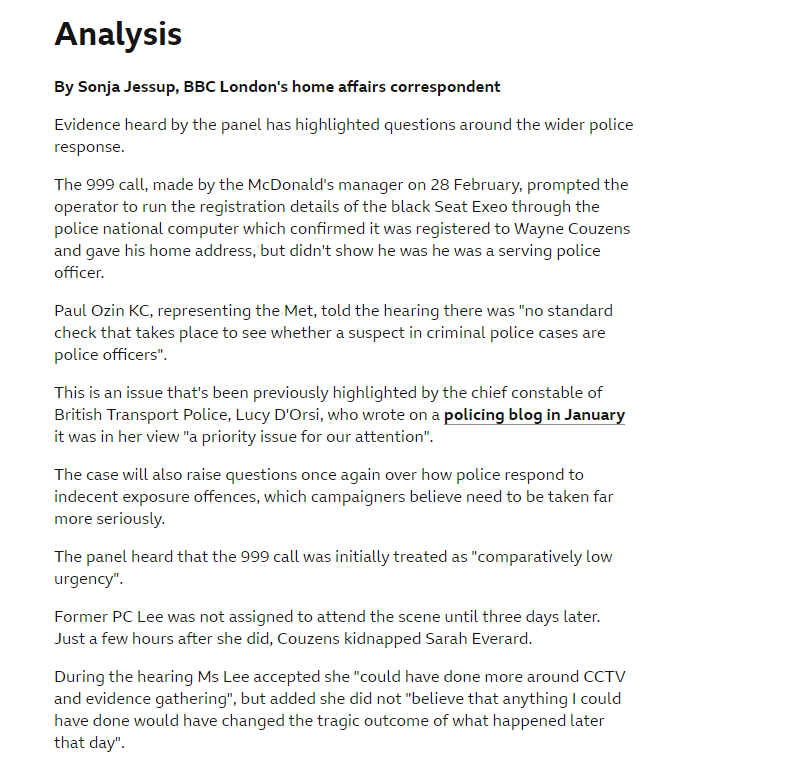 Analysis
By Sonja Jessup, BBC London's home affairs correspondent
Evidence heard by the panel has highlighted questions around the wider police
response.
The 999 call, made by the McDonald's manager on 28 February, prompted the
operator to run the registration details of the black Seat Exeo through the
police national computer which confirmed it was registered to Wayne Couzens
and gave his home address, but didn't show he was he was a serving police
officer.
Paul Ozin KC, representing the Met, told the hearing there was "no standard
check that takes place to see whether a suspect in criminal police cases are
police officers".
This is an issue that's been previously highlighted by the chief constable of
British Transport Police, Lucy D'Orsi, who wrote on a policing blog in January
it was in her view "a priority issue for our attention".
The case will also raise questions once again over how police respond to
indecent exposure offences, which campaigners believe need to be taken far
more seriously.
The panel heard that the 999 call was initially treated as "comparatively low
urgency".
Former PC Lee was not assigned to attend the scene until three days later.
Just a few hours after she did, Couzens kidnapped Sarah Everard.
During the hearing Ms Lee accepted she "could have done more around CCTV
and evidence gathering", but added she did not "believe that anything I could
have done would have changed the tragic outcome of what happened later
that day".